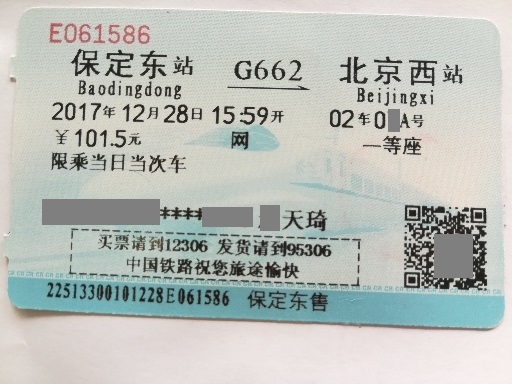 E061586
保定东站 G662 北京西站
Baodingdong Beijingxi
2017年12月28日 15:59开 02车0 A号
￥101.5元 网 一等座
限乘当日当次车
**** 天琦
买票请到12306 发货请到95306
中国铁路祝您旅途愉快
22513300101228E061586 保定东售